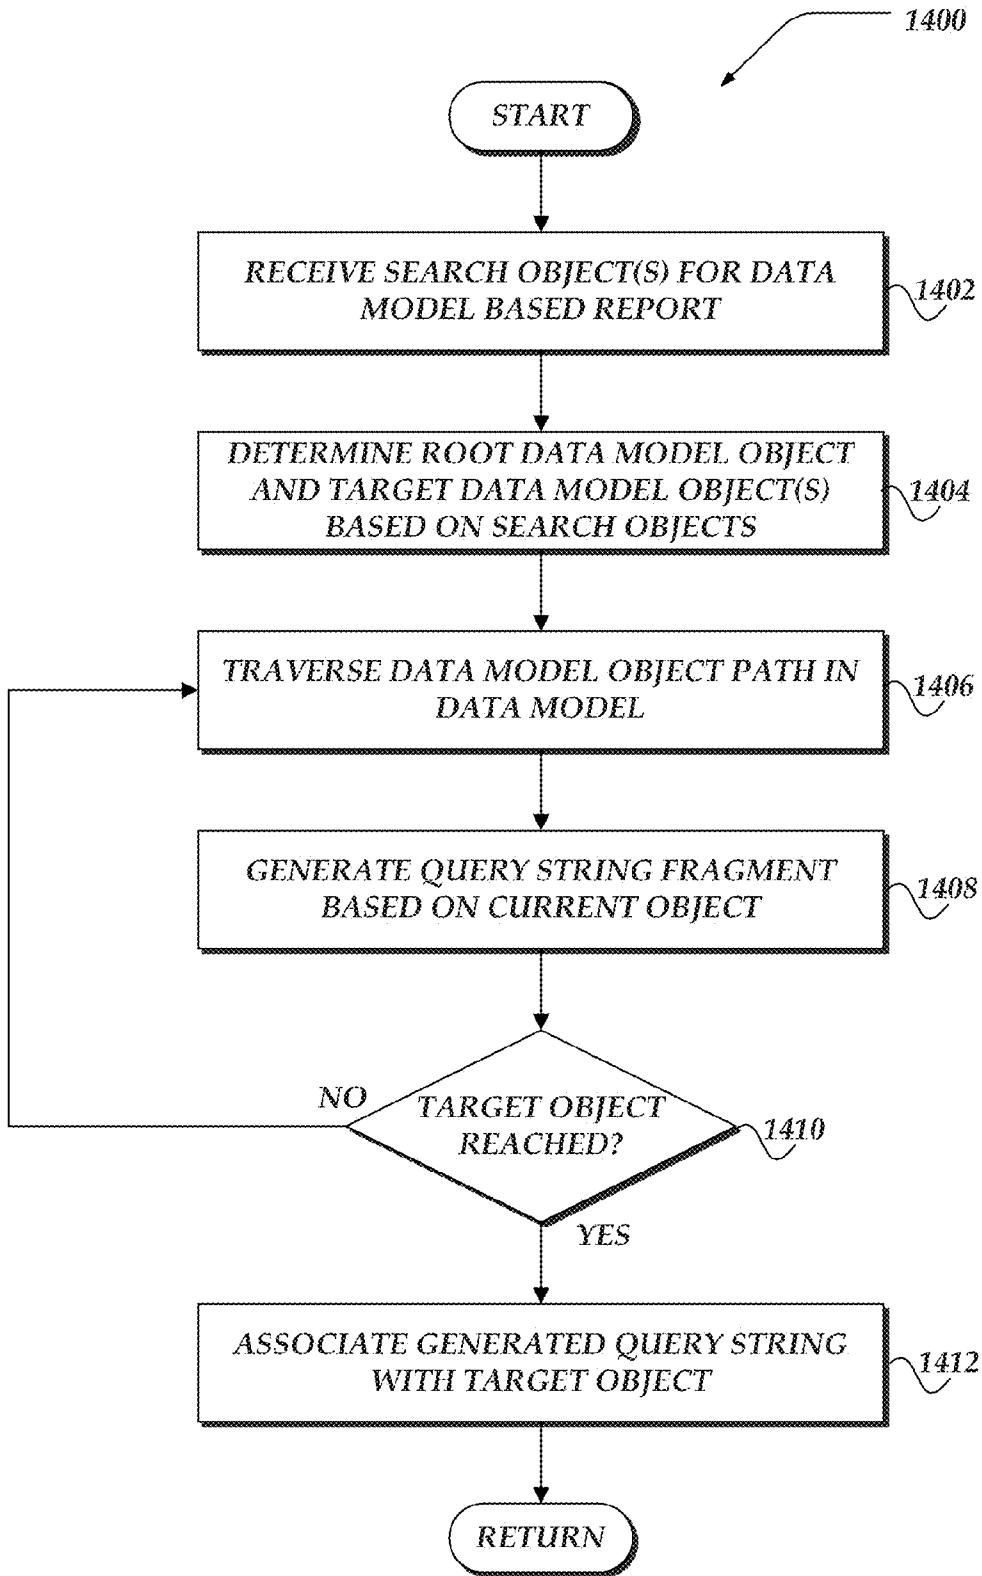 1400
START
RECEIVE SEARCH OBJECT(S) FOR DATA
MODEL BASED REPORT
1402
DETERMINE ROOT DATA MODEL OBJECT
AND TARGET DATA MODEL OBJECT(S)
BASED ON SEARCH OBJECTS
1404
TRAVERSE DATA MODEL OBJECT PATH IN
DATA MODEL
1406
GENERATE QUERY STRING FRAGMENT
BASED ON CURRENT OBJECT
1408
NO
TARGET OBJECT
REACHED?
1410
YES
ASSOCIATE GENERATED QUERY STRING
WITH TARGET OBJECT
1412
RETURN